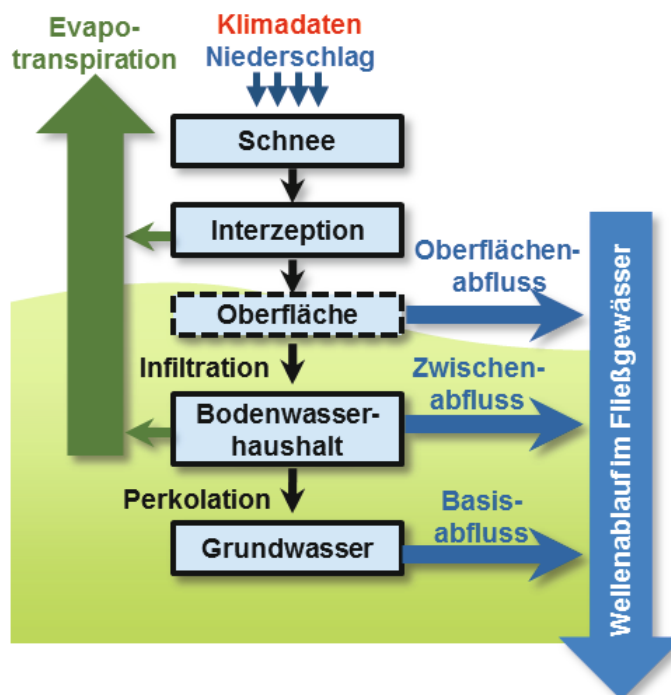 Evapo-
transpiration
Klimadaten
Niederschlag
Schnee
Interzeption
Oberflächen-
abfluss
Oberfläche
Infiltration
Zwischen-
abfluss
Bodenwasser-
haushalt
Perkolation
Basis-
abfluss
Grundwasser
Wellenablauf im Fließgewässer